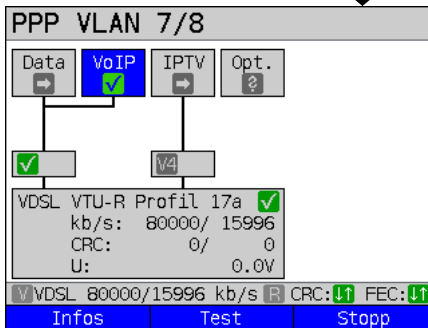 PPP VLAN 7/8
Data VoIP IPTV Opt.
?
V4
VDSL VTU-R Profil 17a
kb/s: 80000/ 15996
CRC: 0/ 0
U: 0.0V
V VDSL 80000/15996 kb/s R CRC: FEC:
Infos Test Stopp